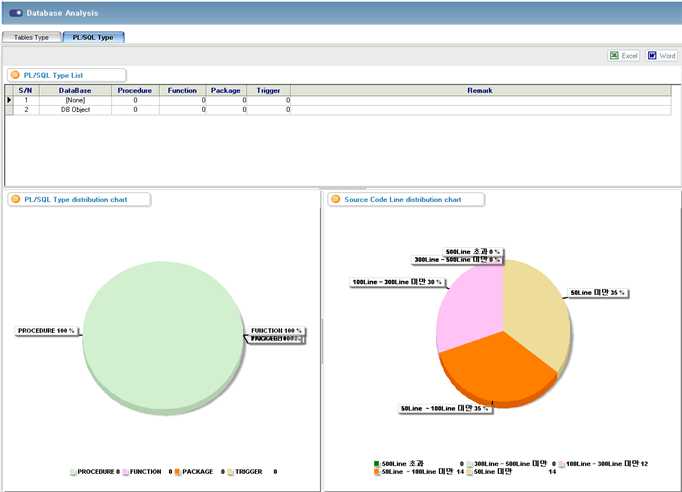 Database Analysis
Tables Type PL/SQL Type
Excel Word
PL/SQL Type List
S/N DataBase Procedure Function Package Trigger Remark
1 [None] 0 0 0 0
2 DB Object 0 0 0 0
PL/SQL Type distribution chart
PROCEDURE 100 %
FUNCTION 100 %
PROCEDURE 0 FUNCTION 0 PACKAGE 0 TRIGGER 0
Source Code Line distribution chart
500Line 초과 0 %
300Line ~ 500Line 미만 0 %
100Line ~ 300Line 미만 30 %
50Line 미만 35 %
50Line ~ 100Line 미만 35 %
500Line 초과 0 300Line ~ 500Line 미만 0 100Line ~ 300Line 미만 12
50Line ~ 100Line 미만 14 50Line 미만 14